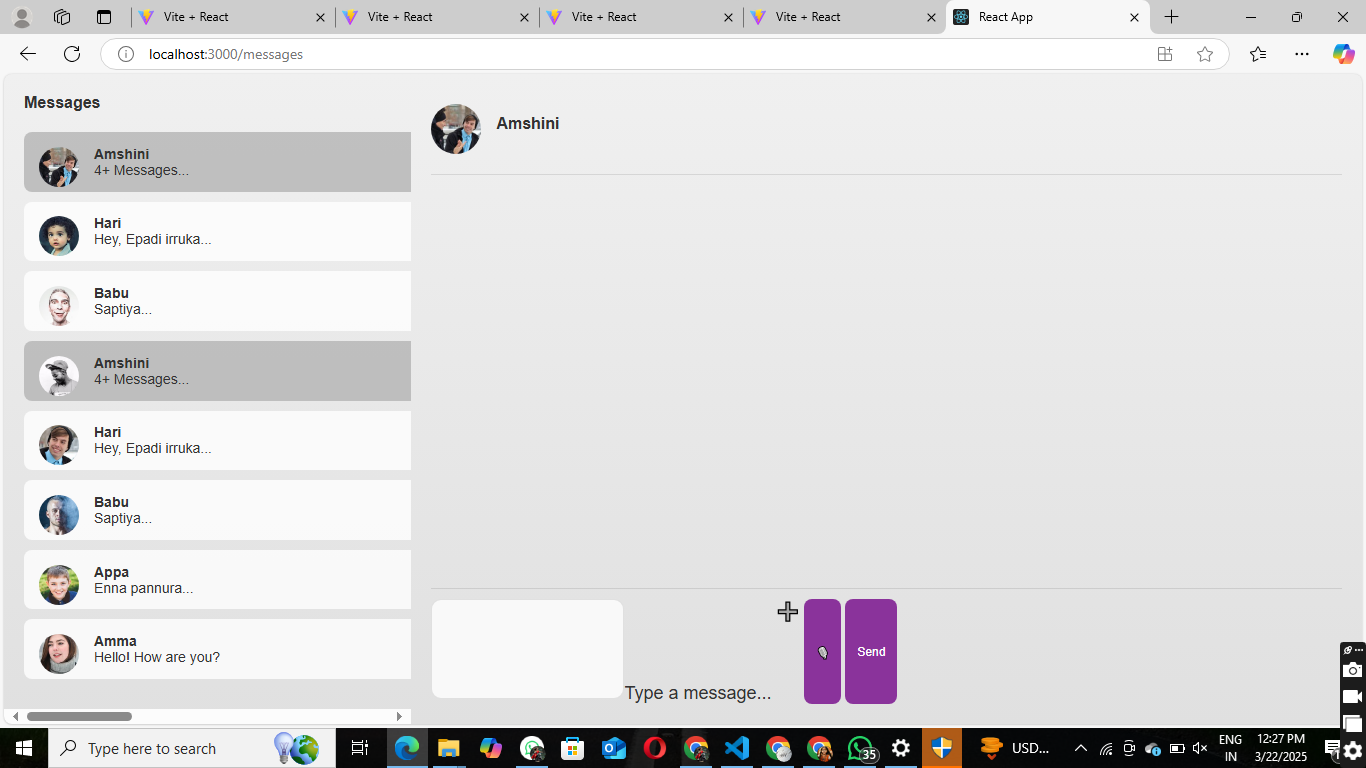 Vite + React
Vite + React
Vite + React
Vite + React
React App
localhost:3000/messages
Messages
Amshini
4+ Messages...
Hari
Hey, Epadi irruka...
Babu
Saptiya...
Amshini
4+ Messages...
Hari
Hey, Epadi irruka...
Babu
Saptiya...
Appa
Enna pannura...
Amma
Hello! How are you?
Amshini
Type a message...
Send
Type here to search
35
USD...
ENG
IN
12:27 PM
3/22/2025